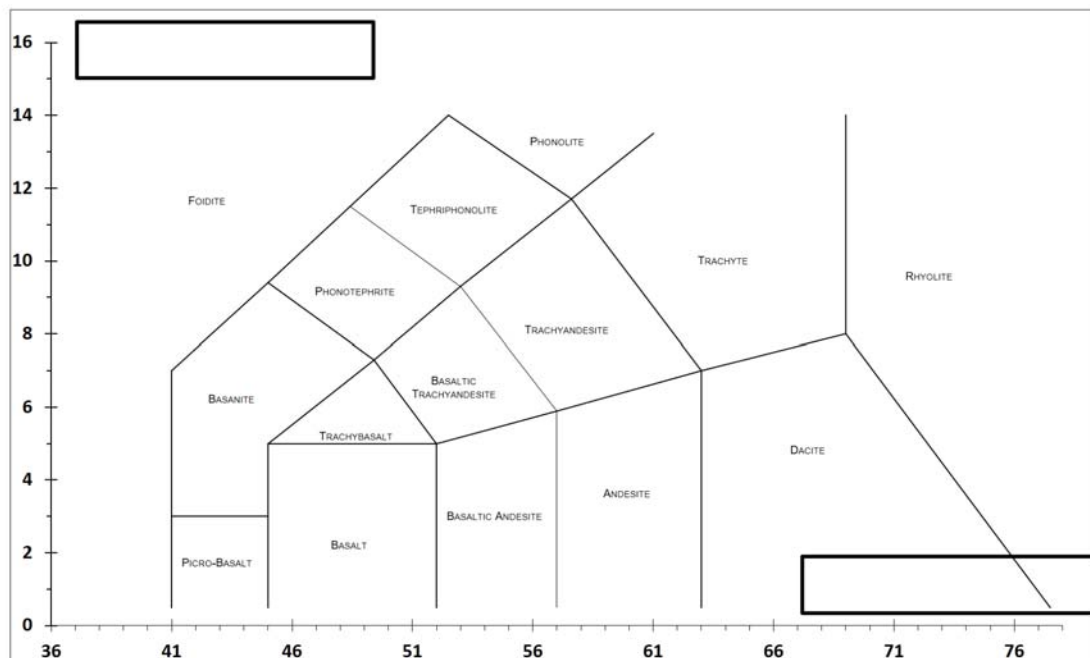 16
14
PHONOLITE
12
FOIDITE
TEPHRIPHONOLITE
10
TRACHYTE
RHYOLITE
PHONOTEPHRITE
8
TRACHYANDESITE
BASALTIC
TRACHYANDESITE
6
BASANITE
TRACHYBASALT
4
DACITE
ANDESITE
BASALTIC ANDESITE
2
BASALT
PICRO-BASALT
0
36 41 46 51 56 61 66 71 76